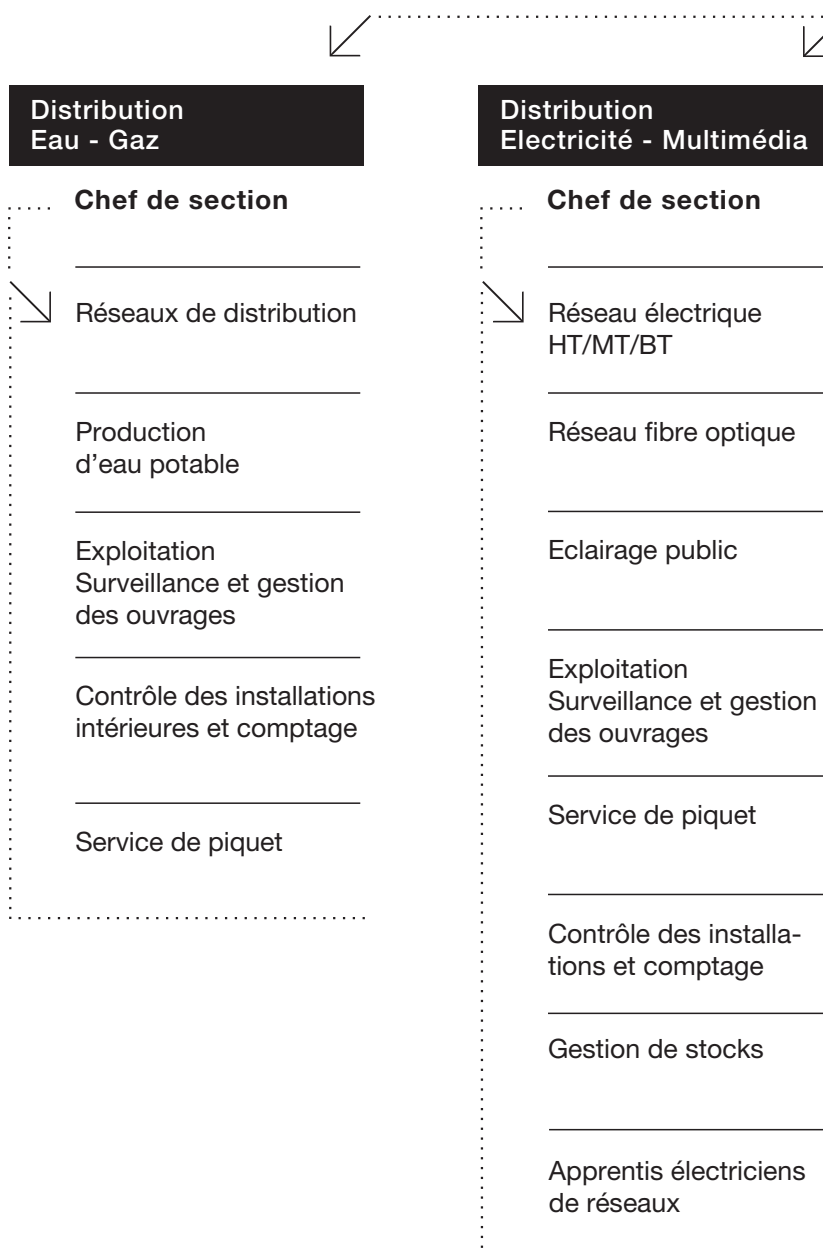 Distribution
Eau - Gaz
Chef de section
Réseaux de distribution
Production
d'eau potable
Exploitation
Surveillance et gestion
des ouvrages
Contrôle des installations
intérieures et comptage
Service de piquet
Distribution
Electricité - Multimédia
Chef de section
Réseau électrique
HT/MT/BT
Réseau fibre optique
Eclairage public
Exploitation
Surveillance et gestion
des ouvrages
Service de piquet
Contrôle des installa-
tions et comptage
Gestion de stocks
Apprentis électriciens
de réseaux